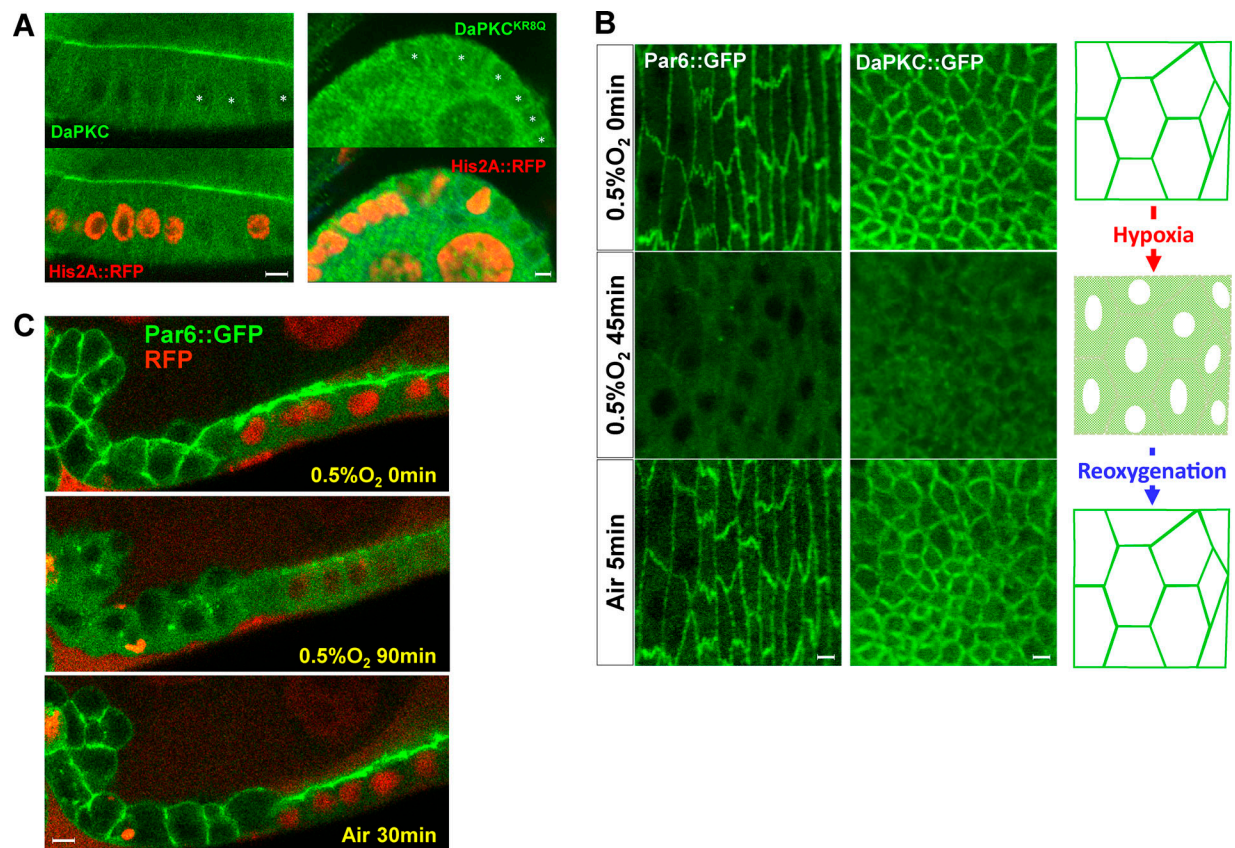 A
DaPKC
His2A::RFP
DaPKC^KR8Q
* * * * * *
* * *
His2A::RFP
B
Par6::GFP
DaPKC::GFP
0.5%O₂ 0min
0.5%O₂ 45min
Air 5min
Hypoxia
Reoxygenation
C
Par6::GFP
RFP
0.5%O₂ 0min
0.5%O₂ 90min
Air 30min